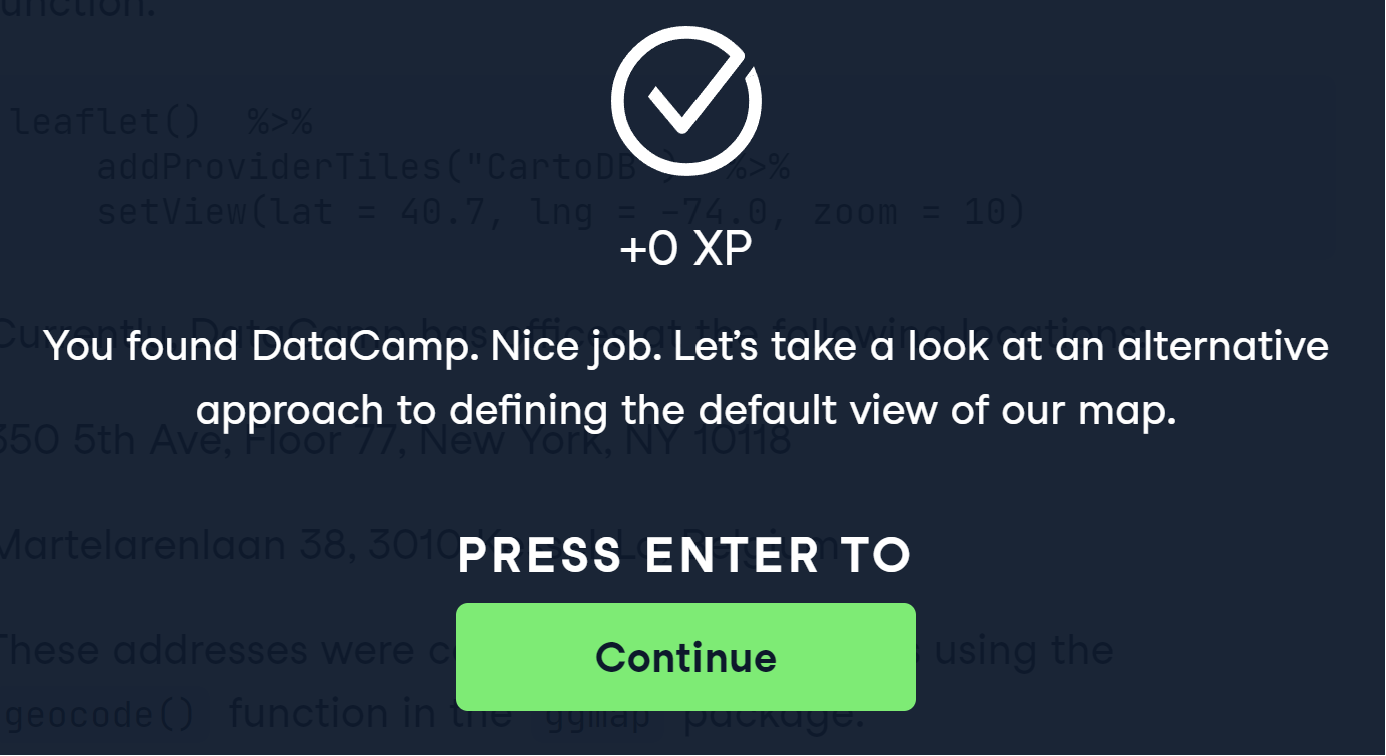 unction.
leaflet() %>%
addProviderTiles("CartoDB") %>%
setView(lat = 40.7, lng = -74.0, zoom = 10)
+0 XP
Currently, DataCamp has offices at the following locations:
You found DataCamp. Nice job. Let’s take a look at an alternative
approach to defining the default view of our map.
350 5th Ave, Floor 77, New York, NY 10118
Martelarenlaan 38, 3010
PRESS ENTER TO
Continue
These addresses were using the
geocode() function in the ggmap package.